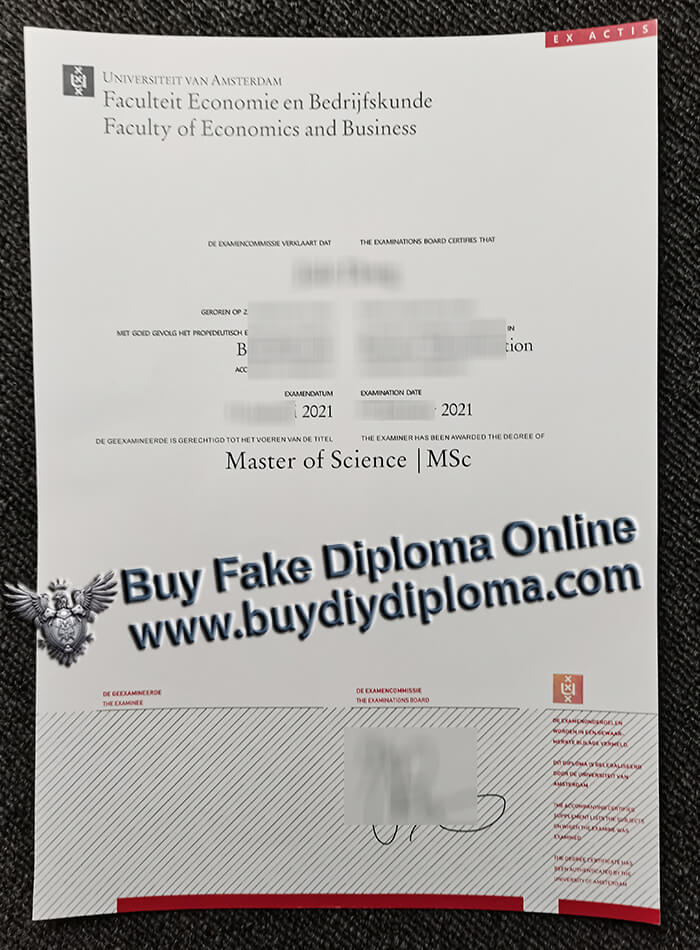 EX ACTIS
UNIVERSITEIT VAN AMSTERDAM
Faculteit Economie en Bedrijfskunde
Faculty of Economics and Business
DE EXAMENCOMMISSIE VERKLAART DAT THE EXAMINATIONS BOARD CERTIFIES THAT
GEROREN OP 2
MET GOED GEVOLG HET PROPEDEUTISCH E IN
B tion
ACC
EXAMENDATUM EXAMINATION DATE
2021 2021
DE GEEXAMINEERDE IS GERECHTIGD TOT HET VOEREN VAN DE TITEL THE EXAMINER HAS BEEN AWARDED THE DEGREE OF
Master of Science | MSc
Buy Fake Diploma Online
www.buydiydiploma.com
DE GEEXAMINEERDE
THE EXAMINEE
DE EXAMENCOMMISSIE
THE EXAMINATIONS BOARD
DE EXAMENONDERDELEN
WORDEN IN EEN GEWAAR-
MERKTE BIJLAGE VERMELD.
DIT DIPLOMA IS GELEGALISEERD
DOOR DE UNIVERSITEIT VAN
AMSTERDAM
THE ACCOMPANYING CERTIFIED
SUPPLEMENT LISTS THE SUBJECTS
ON WHICH THE EXAMINEE WAS
EXAMINED
THE DEGREE CERTIFICATE HAS
BEEN AUTHENTICATED BY THE
UNIVERSITY OF AMSTERDAM